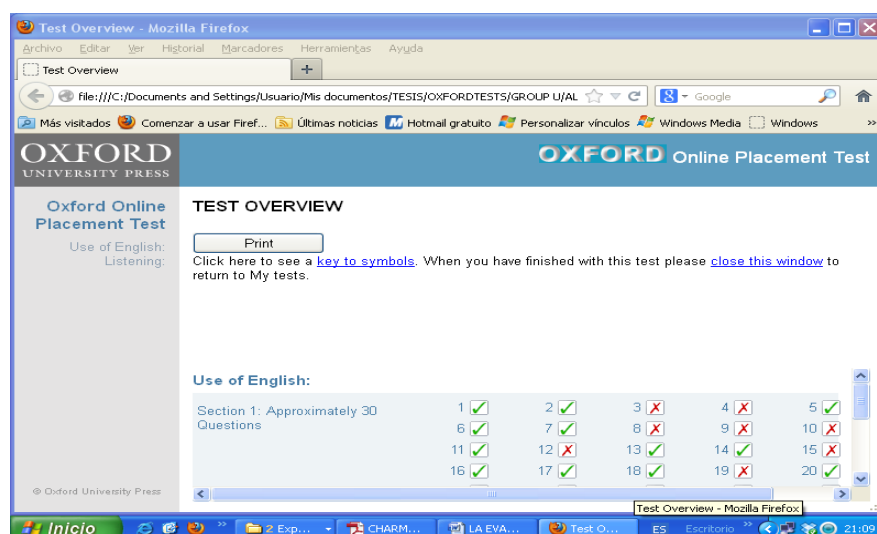 Test Overview - Mozilla Firefox
Archivo Editar Ver Historial Marcadores Herramientas Ayuda
Test Overview +
file:///C:/Documents and Settings/Usuario/Mis documentos/TESIS/OXFORDTESTS/GROUP U/AL Google
Más visitados Comenzar a usar Firef... Últimas noticias Hotmail gratuito Personalizar vínculos Windows Media Windows »
OXFORD
UNIVERSITY PRESS
OXFORD Online Placement Test
Oxford Online
Placement Test
Use of English:
Listening:
TEST OVERVIEW
Print
Click here to see a key to symbols. When you have finished with this test please close this window to
return to My tests.
Use of English:
Section 1: Approximately 30
Questions
1 ✓ 2 ✓ 3 ✗ 4 ✗ 5 ✓
6 ✓ 7 ✓ 8 ✗ 9 ✗ 10 ✗
11 ✓ 12 ✗ 13 ✓ 14 ✓ 15 ✗
16 ✓ 17 ✓ 18 ✓ 19 ✗ 20 ✓
© Oxford University Press
Test Overview - Mozilla Firefox
Inicio » 2 Exp... CHARM... LA EVA... Test O... ES Escritorio » 21:09